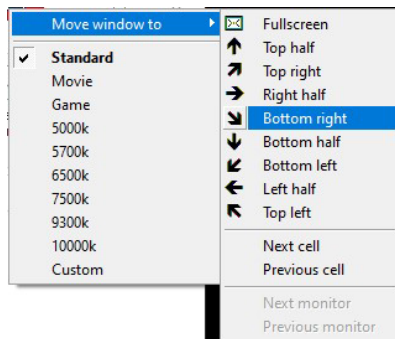 Move window to
Standard
Movie
Game
5000k
5700k
6500k
7500k
9300k
10000k
Custom
Fullscreen
Top half
Top right
Right half
Bottom right
Bottom half
Bottom left
Left half
Top left
Next cell
Previous cell
Next monitor
Previous monitor